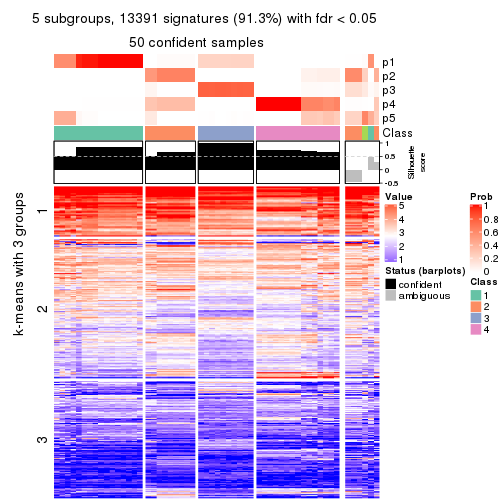 5 subgroups, 13391 signatures (91.3%) with fdr < 0.05
50 confident samples
p1
p2
p3
p4
p5
Class
1
0.5
0
-0.5
Silhouette
score
k-means with 3 groups
1
2
3
Value
5
4
3
2
1
Status (barplots)
confident
ambiguous
Prob
1
0.8
0.6
0.4
0.2
0
Class
1
2
3
4